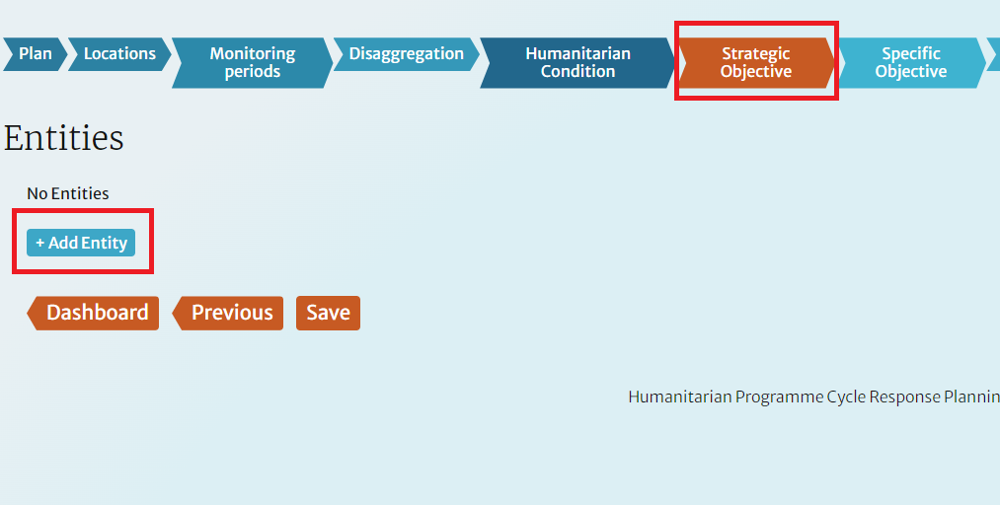 Plan
Locations
Monitoring
periods
Disaggregation
Humanitarian
Condition
Strategic
Objective
Specific
Objective
Entities
No Entities
+ Add Entity
Dashboard
Previous
Save
Humanitarian Programme Cycle Response Plannin